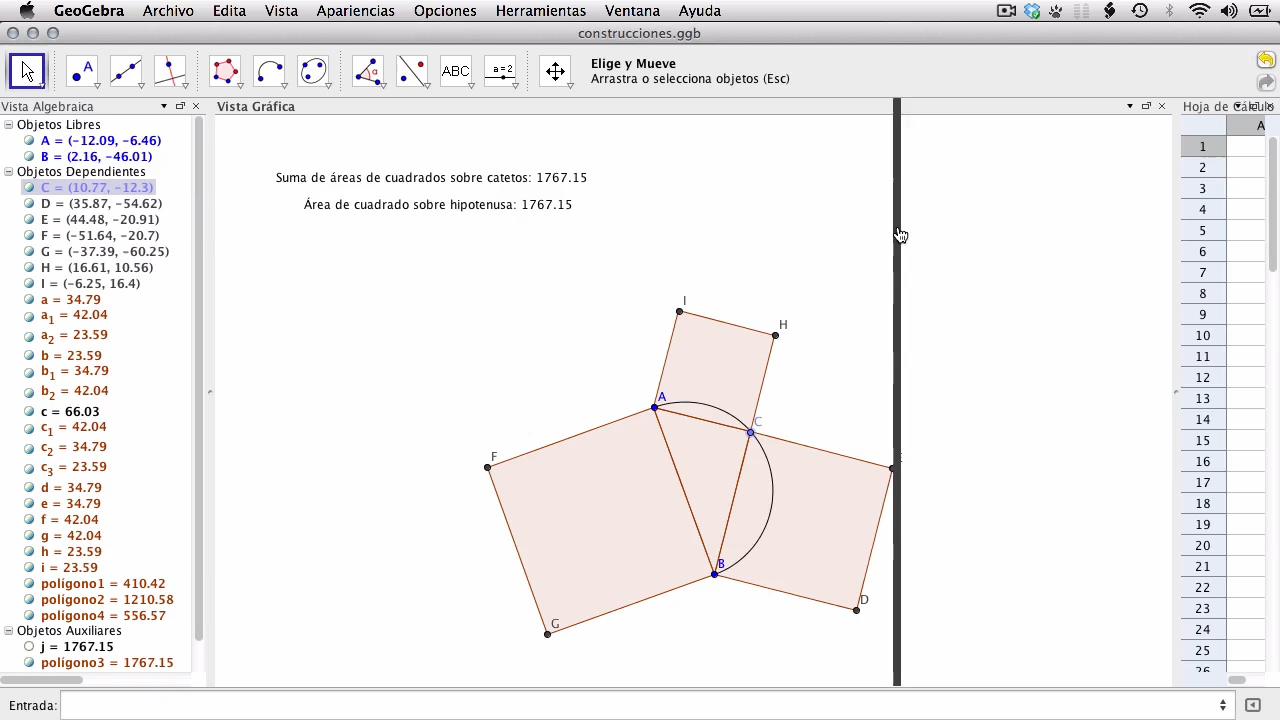 GeoGebra Archivo Edita Vista Apariencias Opciones Herramientas Ventana Ayuda
construcciones.ggb
A
α
ABC
a=2
Elige y Mueve
Arrastra o selecciona objetos (Esc)
Vista Algebraica
Objetos Libres
A = (-12.09, -6.46)
B = (2.16, -46.01)
Objetos Dependientes
C = (10.77, -12.3)
D = (35.87, -54.62)
E = (44.48, -20.91)
F = (-51.64, -20.7)
G = (-37.39, -60.25)
H = (16.61, 10.56)
I = (-6.25, 16.4)
a = 34.79
a₁ = 42.04
a₂ = 23.59
b = 23.59
b₁ = 34.79
b₂ = 42.04
c = 66.03
c₁ = 42.04
c₂ = 34.79
c₃ = 23.59
d = 34.79
e = 34.79
f = 42.04
g = 42.04
h = 23.59
i = 23.59
polígono1 = 410.42
polígono2 = 1210.58
polígono4 = 556.57
Objetos Auxiliares
j = 1767.15
polígono3 = 1767.15
Vista Gráfica
Suma de áreas de cuadrados sobre catetos: 1767.15
Área de cuadrado sobre hipotenusa: 1767.15
I
H
A
C
F
B
D
G
Hoja de Cálculo
A
1
2
3
4
5
6
7
8
9
10
11
12
13
14
15
16
17
18
19
20
21
22
23
24
25
26
Entrada: